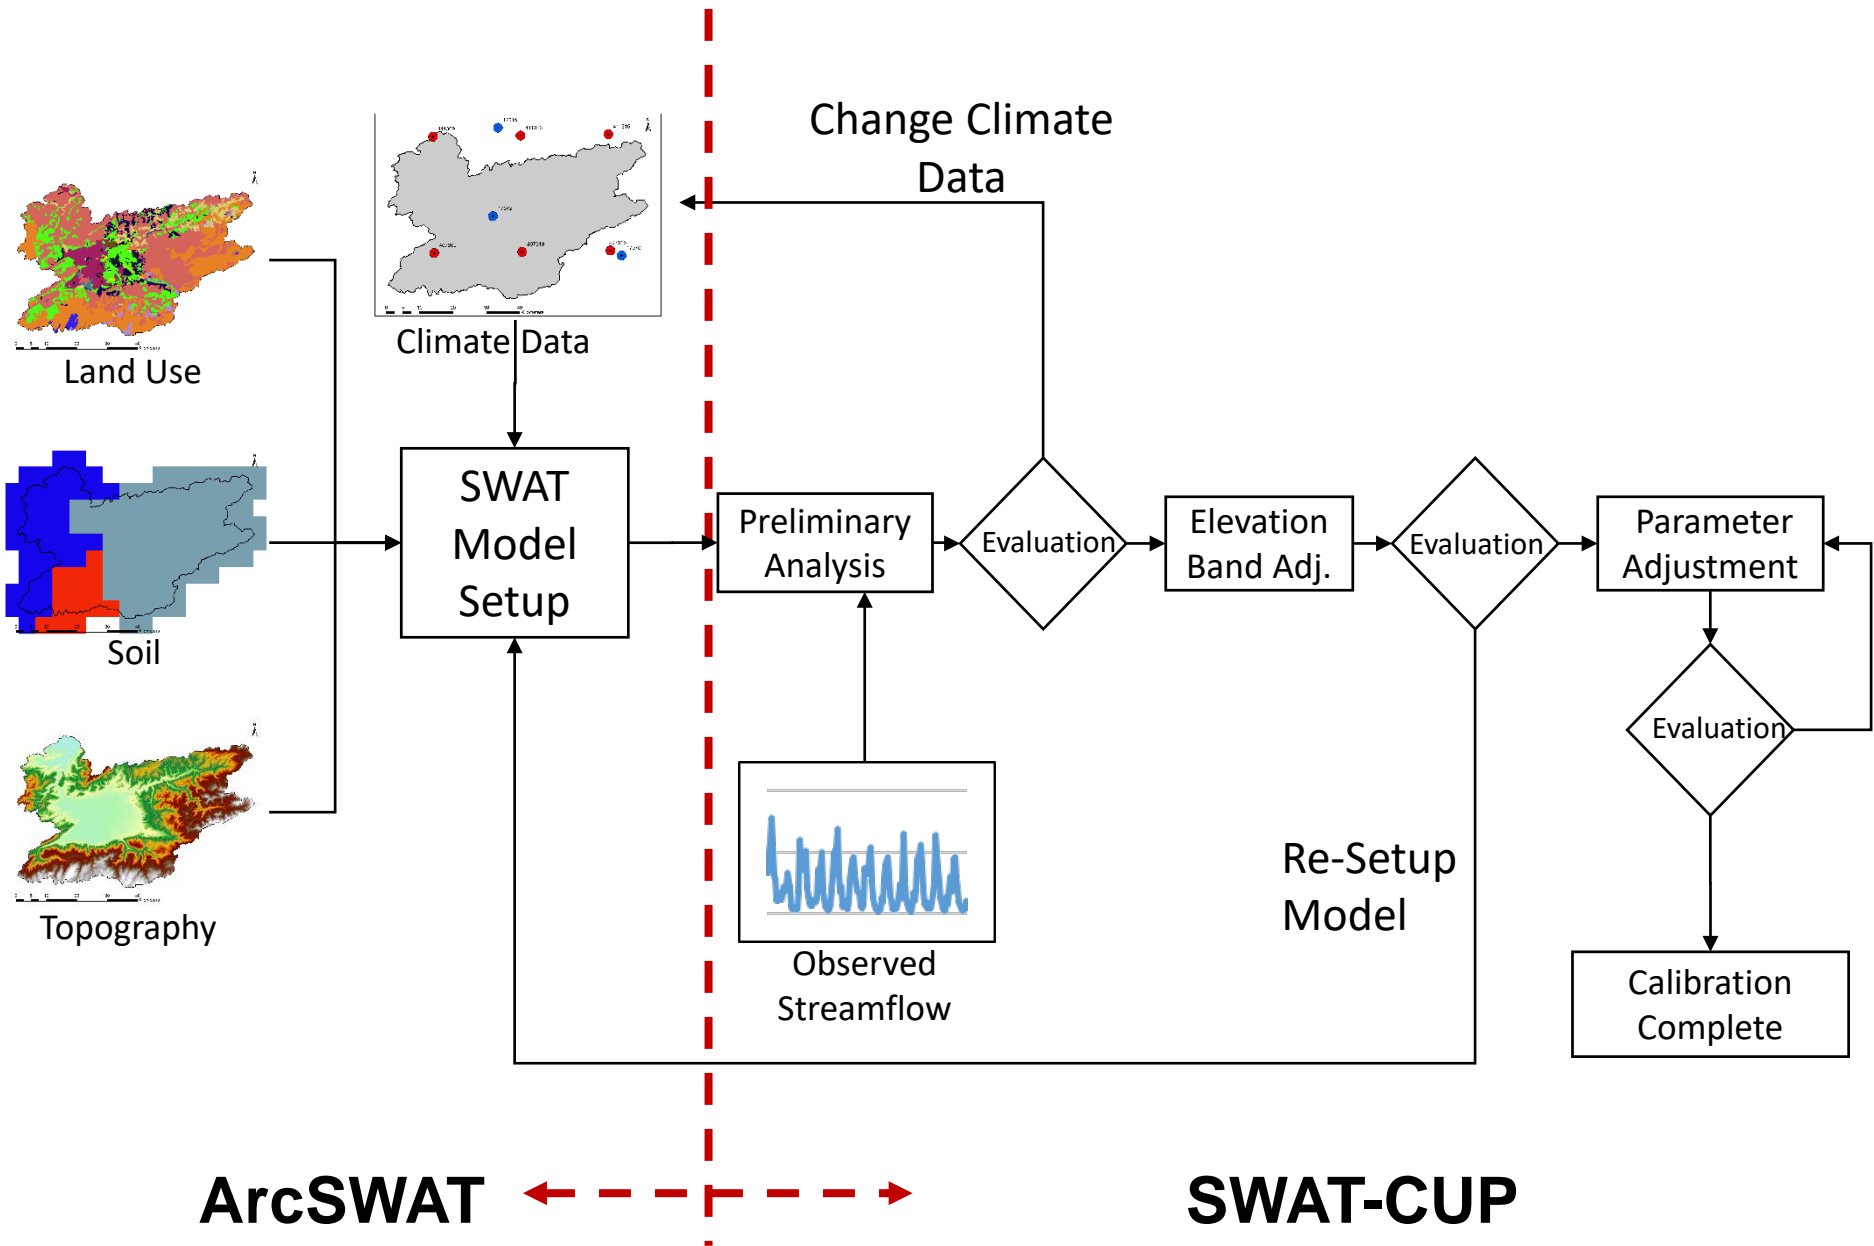 Change Climate
Data
Land Use
Climate Data
Soil
SWAT
Model
Setup
Preliminary
Analysis
Evaluation
Elevation
Band Adj.
Evaluation
Parameter
Adjustment
Evaluation
Topography
Observed
Streamflow
Re-Setup
Model
Calibration
Complete
ArcSWAT
SWAT-CUP